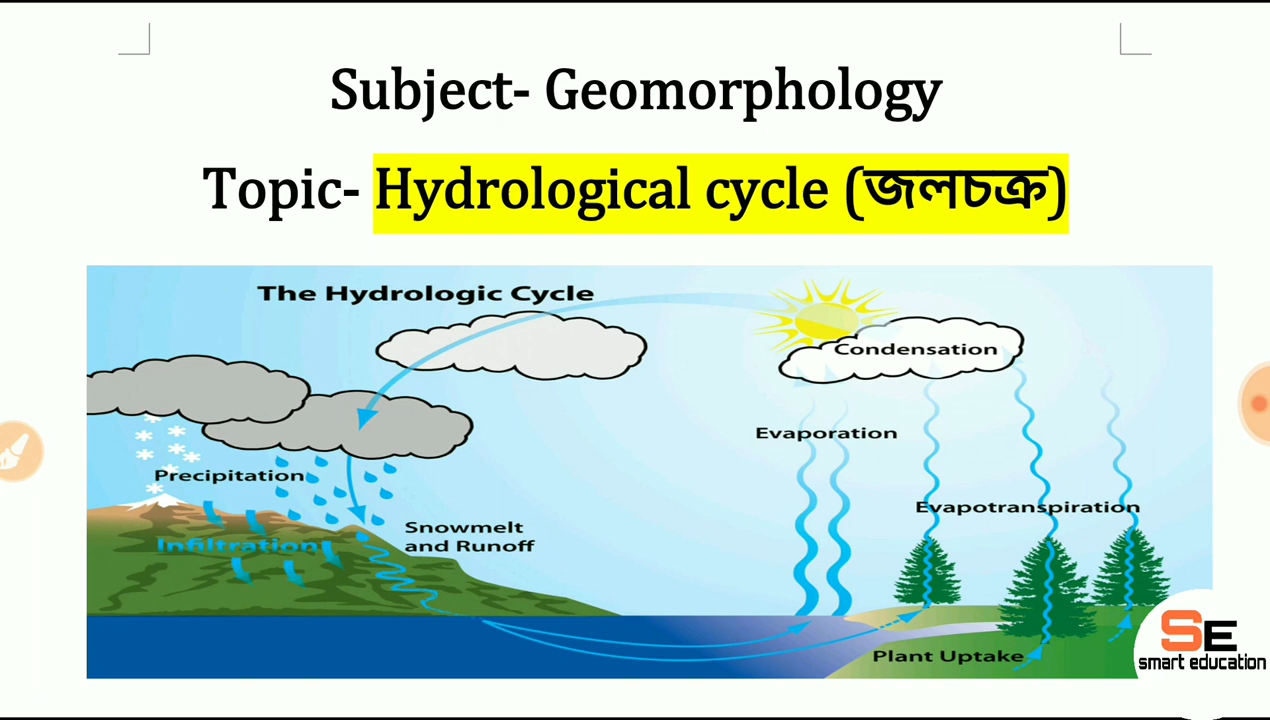 Subject- Geomorphology
Topic- Hydrological cycle (জলচক্র)
The Hydrologic Cycle
Condensation
Evaporation
Precipitation
Evapotranspiration
Snowmelt
and Runoff
Infiltration
Plant Uptake
SE
smart education